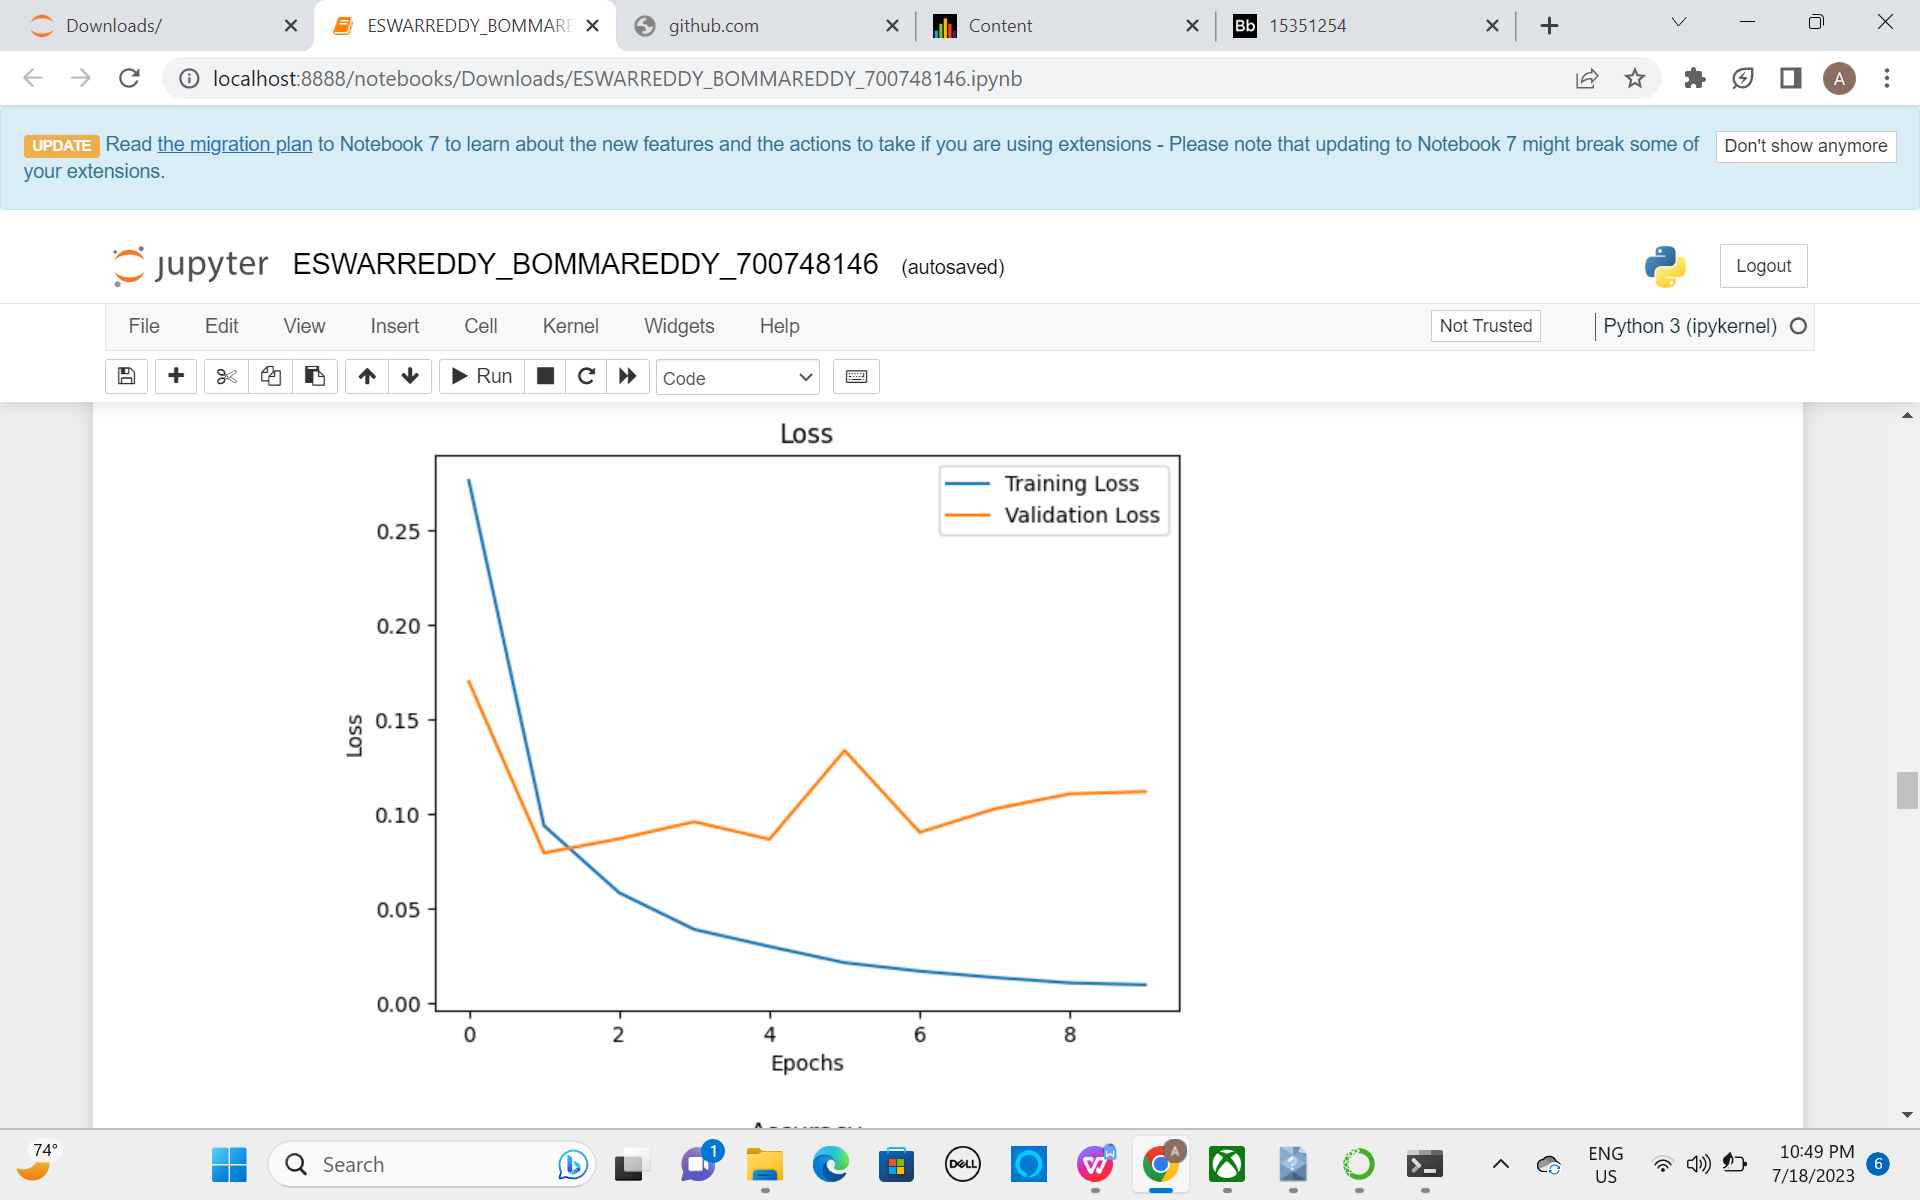 Downloads/
ESWARREDDY_BOMMARE
github.com
Content
Bb 15351254
localhost:8888/notebooks/Downloads/ESWARREDDY_BOMMAREDDY_700748146.ipynb
A
UPDATE Read the migration plan to Notebook 7 to learn about the new features and the actions to take if you are using extensions - Please note that updating to Notebook 7 might break some of
your extensions.
Don't show anymore
jupyter ESWARREDDY_BOMMAREDDY_700748146 (autosaved)
Logout
File Edit View Insert Cell Kernel Widgets Help
Not Trusted
Python 3 (ipykernel)
Run
Code
Loss
Training Loss
Validation Loss
0.25
0.20
0.15
0.10
0.05
0.00
Loss
0 2 4 6 8
Epochs
Accuracy
74°
Search
1
DELL
A
ENG
US
10:49 PM
7/18/2023
6